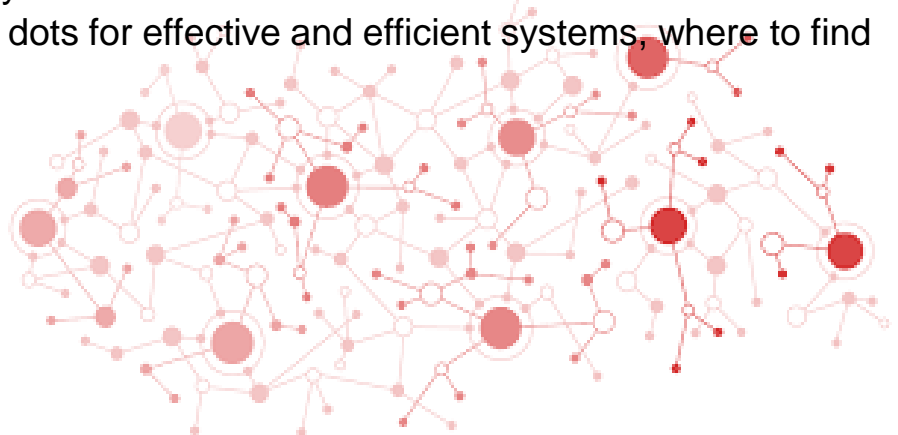 dots for effective and efficient systems, where to find